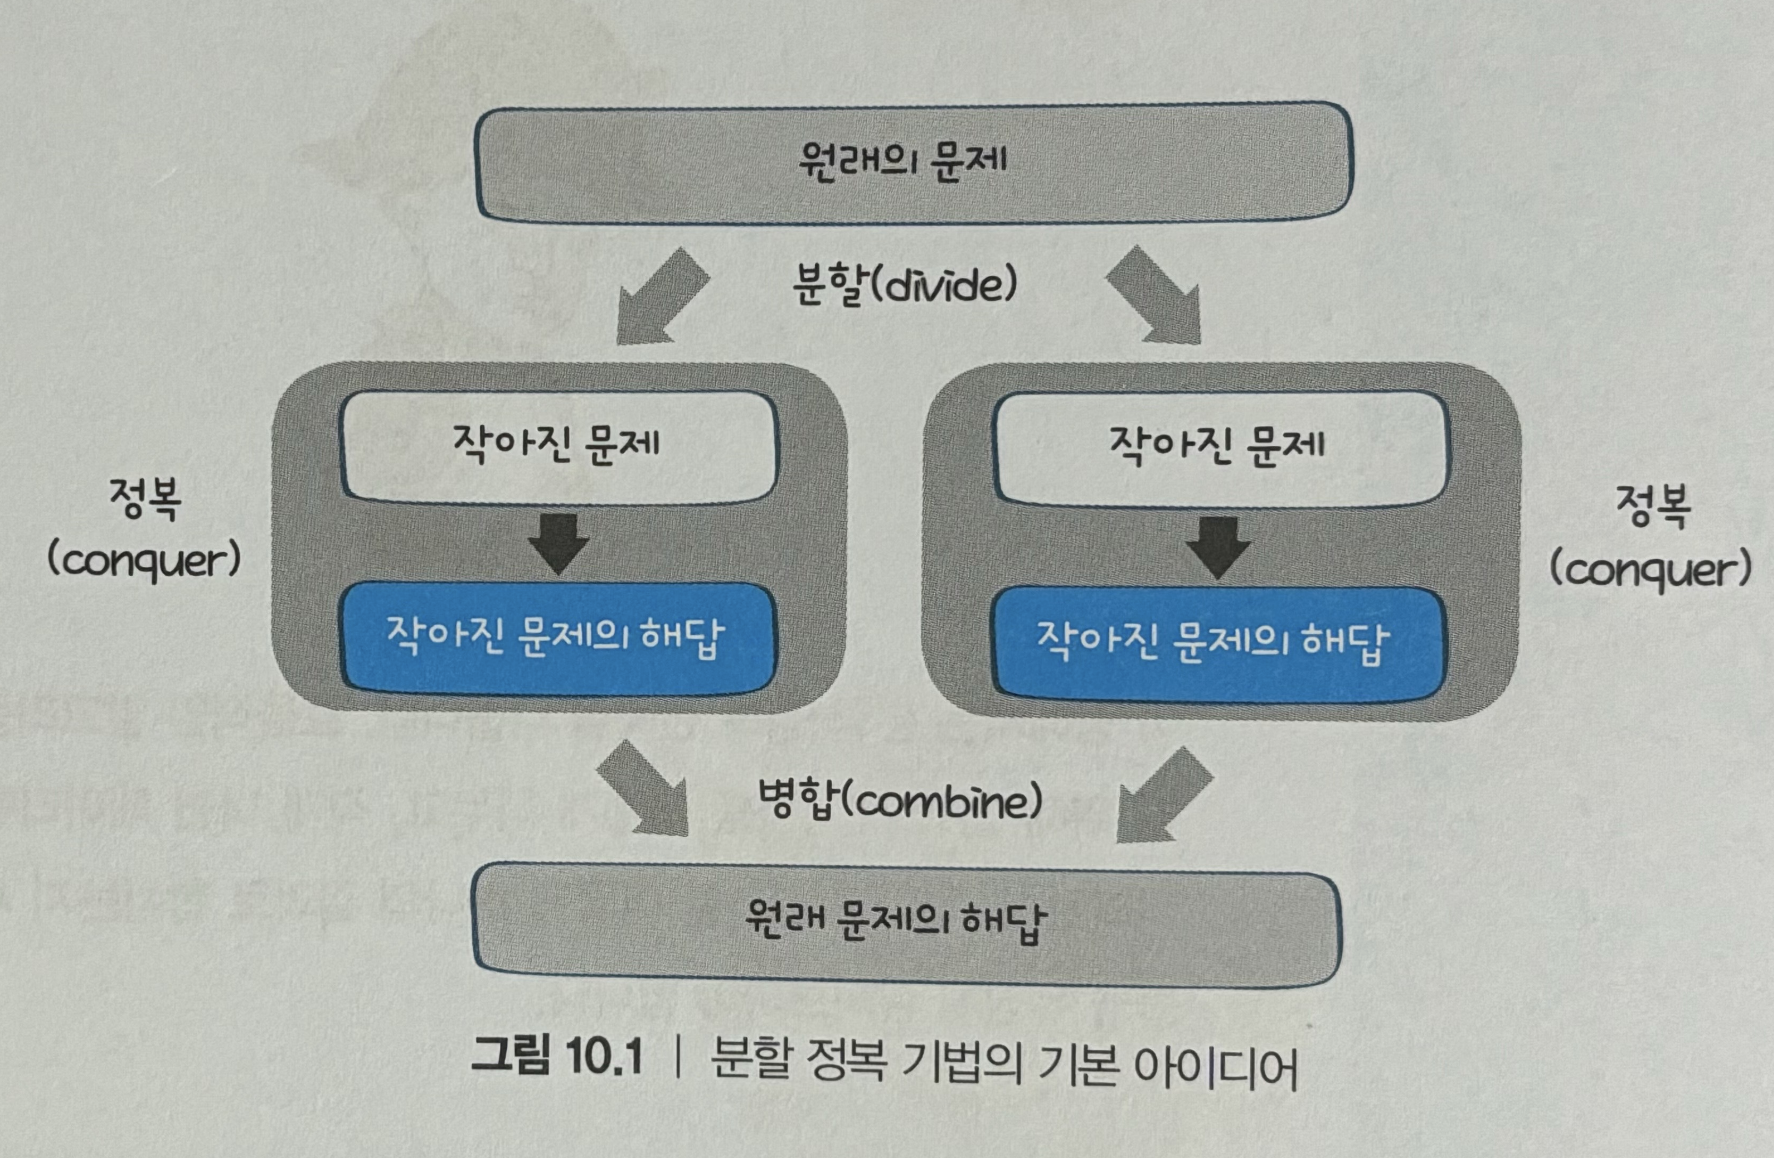 원래의 문제
분할(divide)
작아진 문제
작아진 문제
정복
(conquer)
정복
(conquer)
작아진 문제의 해답
작아진 문제의 해답
병합(combine)
원래 문제의 해답
그림 10.1 | 분할 정복 기법의 기본 아이디어